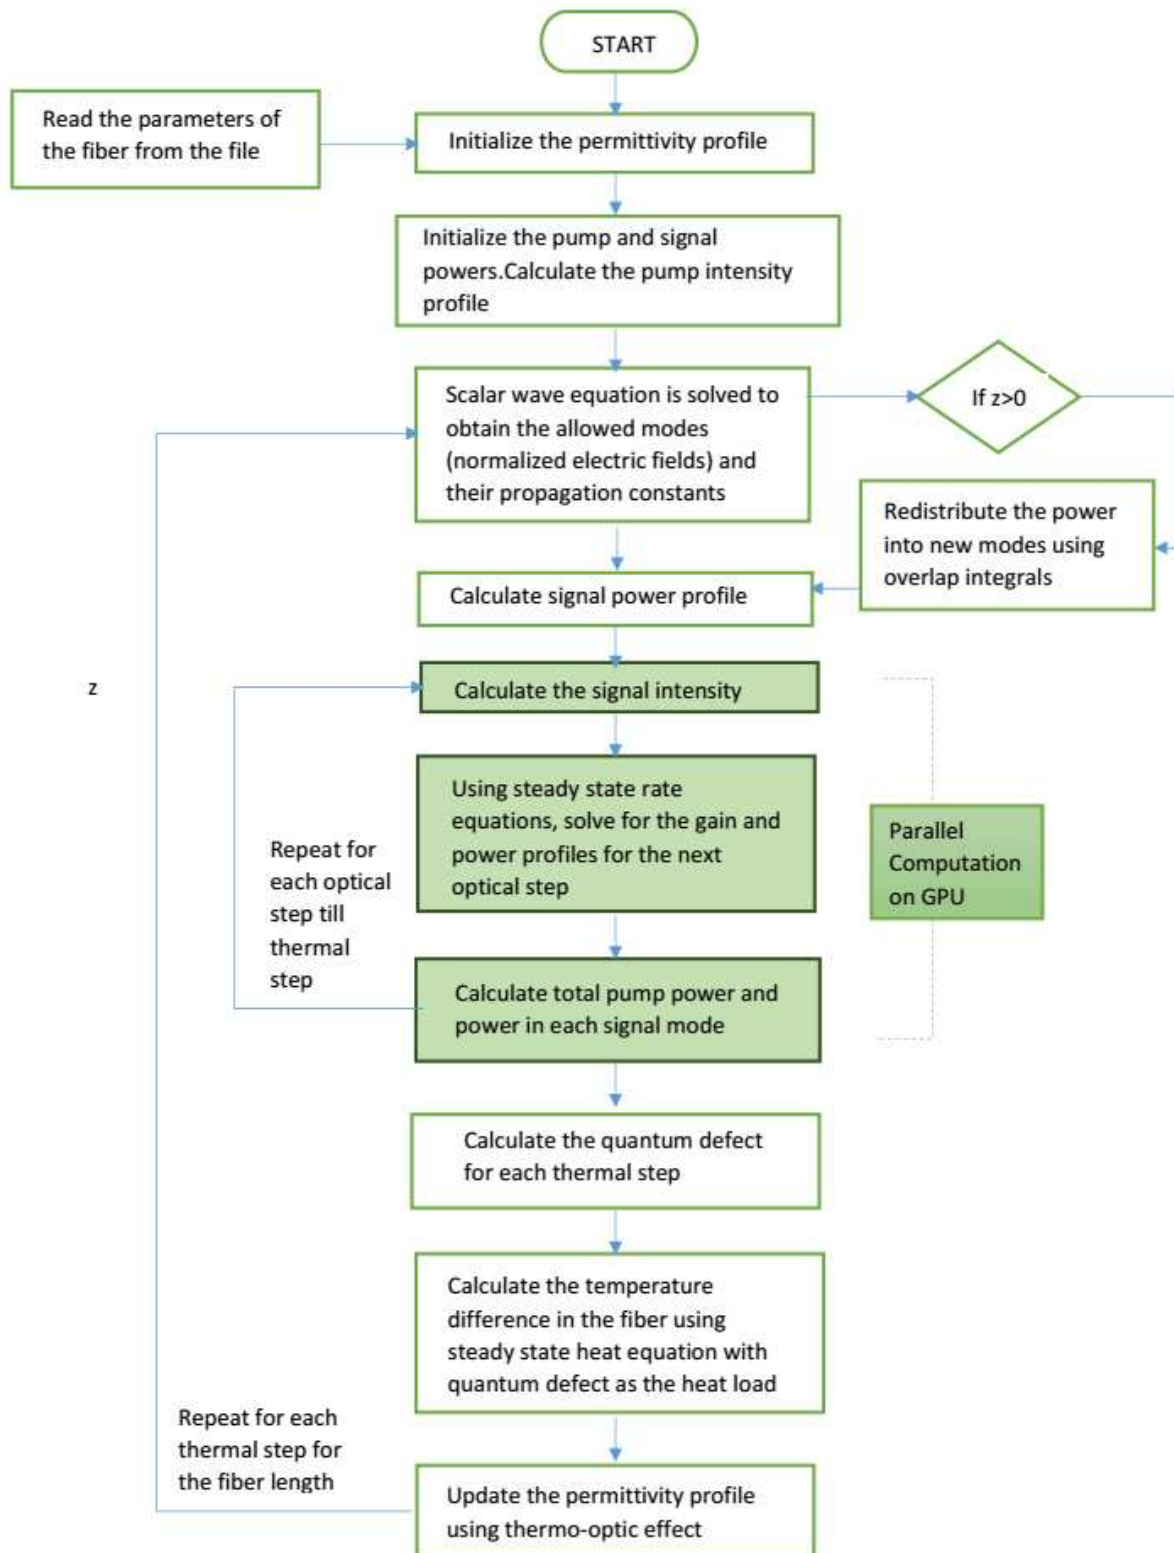 START
Read the parameters of
the fiber from the file
Initialize the permittivity profile
Initialize the pump and signal
powers.Calculate the pump intensity
profile
Scalar wave equation is solved to
obtain the allowed modes
(normalized electric fields) and
their propagation constants
If z>0
Redistribute the power
into new modes using
overlap integrals
Calculate signal power profile
z
Calculate the signal intensity
Using steady state rate
equations, solve for the gain and
power profiles for the next
optical step
Parallel
Computation
on GPU
Repeat for
each optical
step till
thermal
step
Calculate total pump power and
power in each signal mode
Calculate the quantum defect
for each thermal step
Calculate the temperature
difference in the fiber using
steady state heat equation with
quantum defect as the heat load
Repeat for each
thermal step for
the fiber length
Update the permittivity profile
using thermo-optic effect